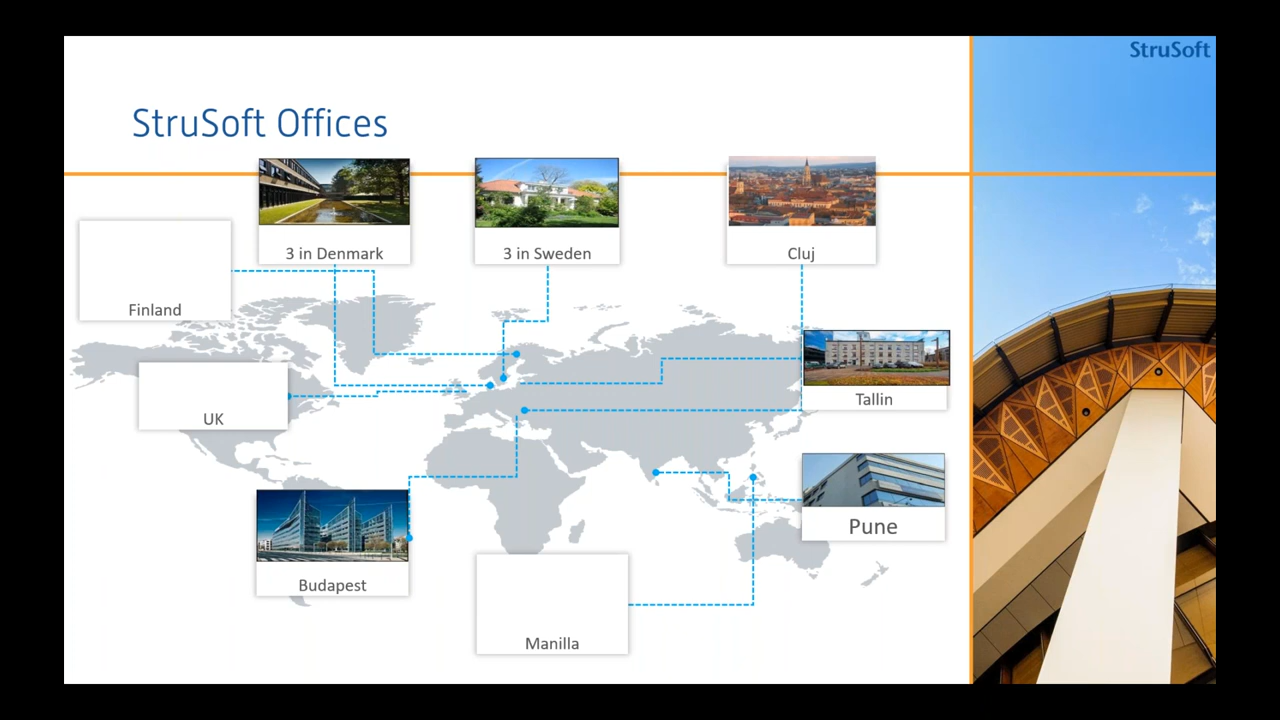 StruSoft
StruSoft Offices
3 in Denmark
3 in Sweden
Cluj
Finland
UK
Tallin
Pune
Budapest
Manilla